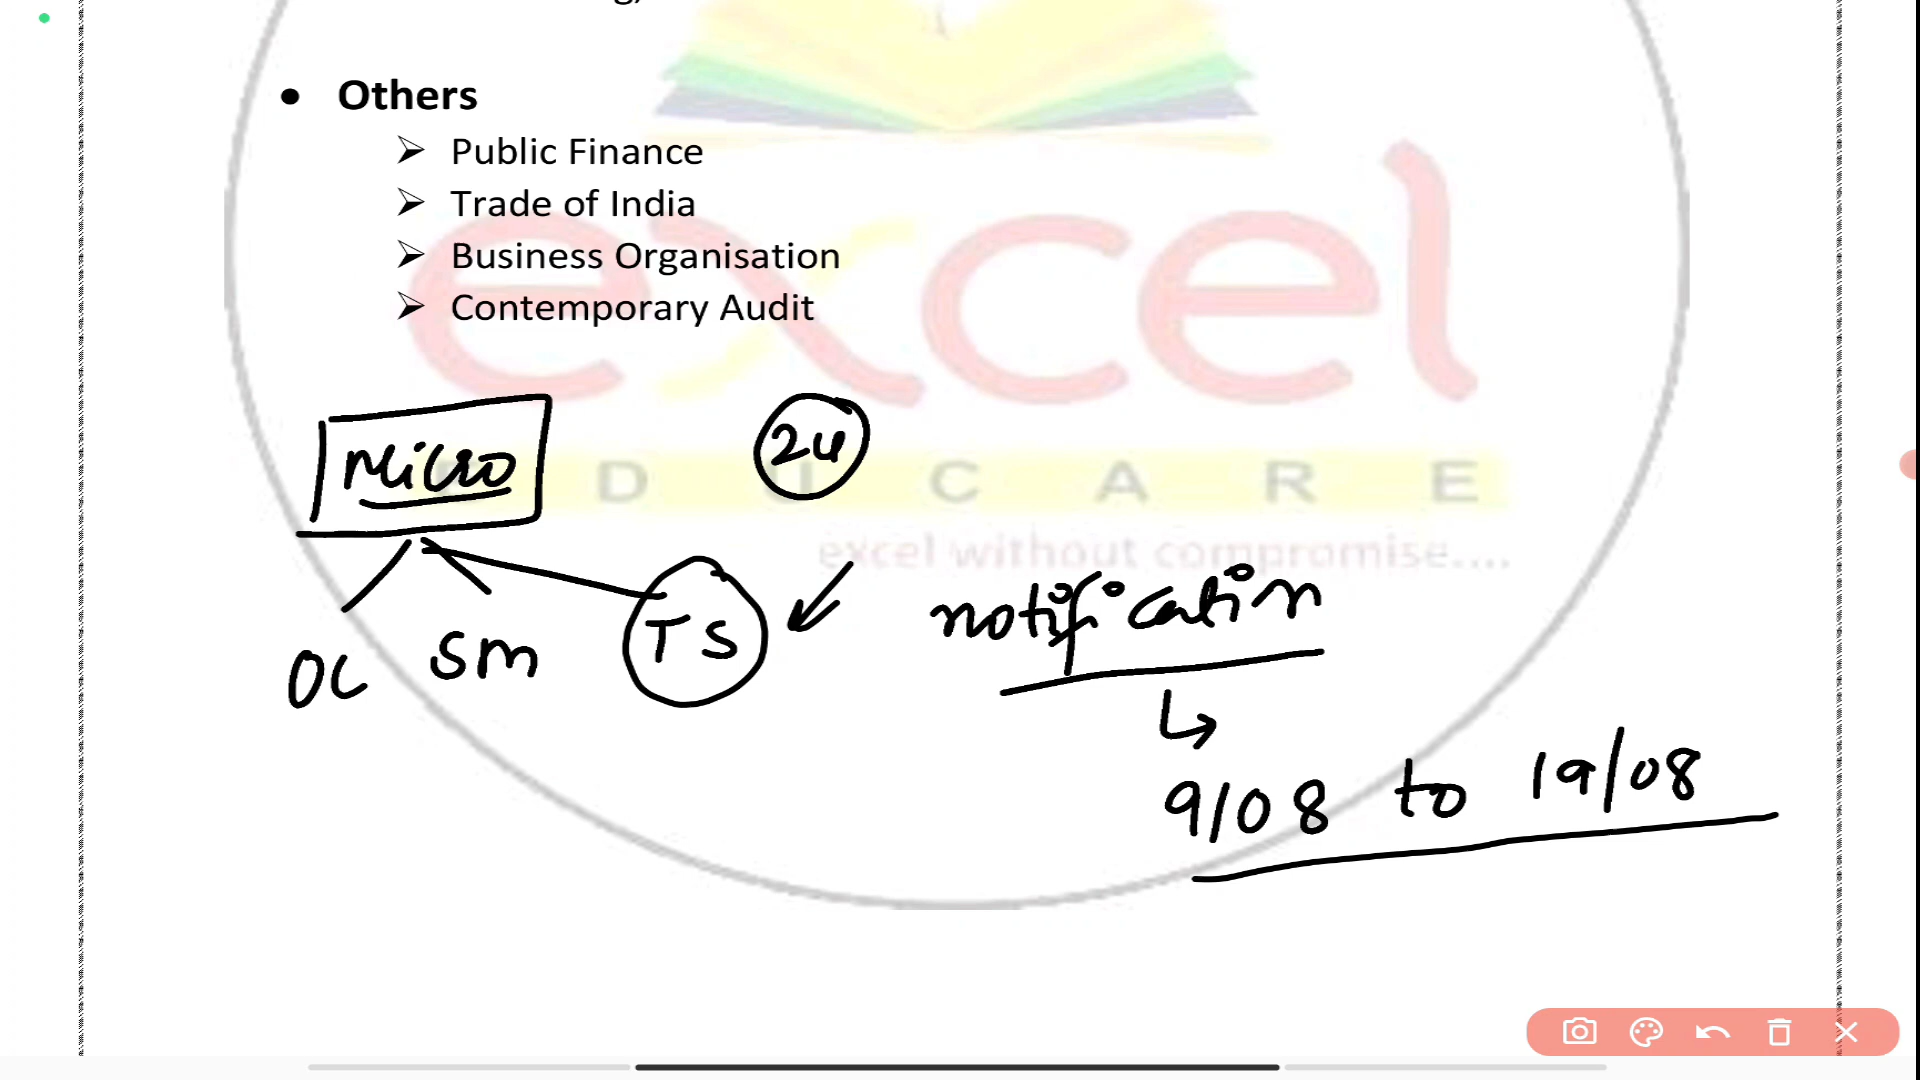 • Others
➢ Public Finance
➢ Trade of India
➢ Business Organisation
➢ Contemporary Audit
excel
E D U C A R E
excel without compromise....
Micro
24
OC SM TS
notification
↳
9/08 to 19/08